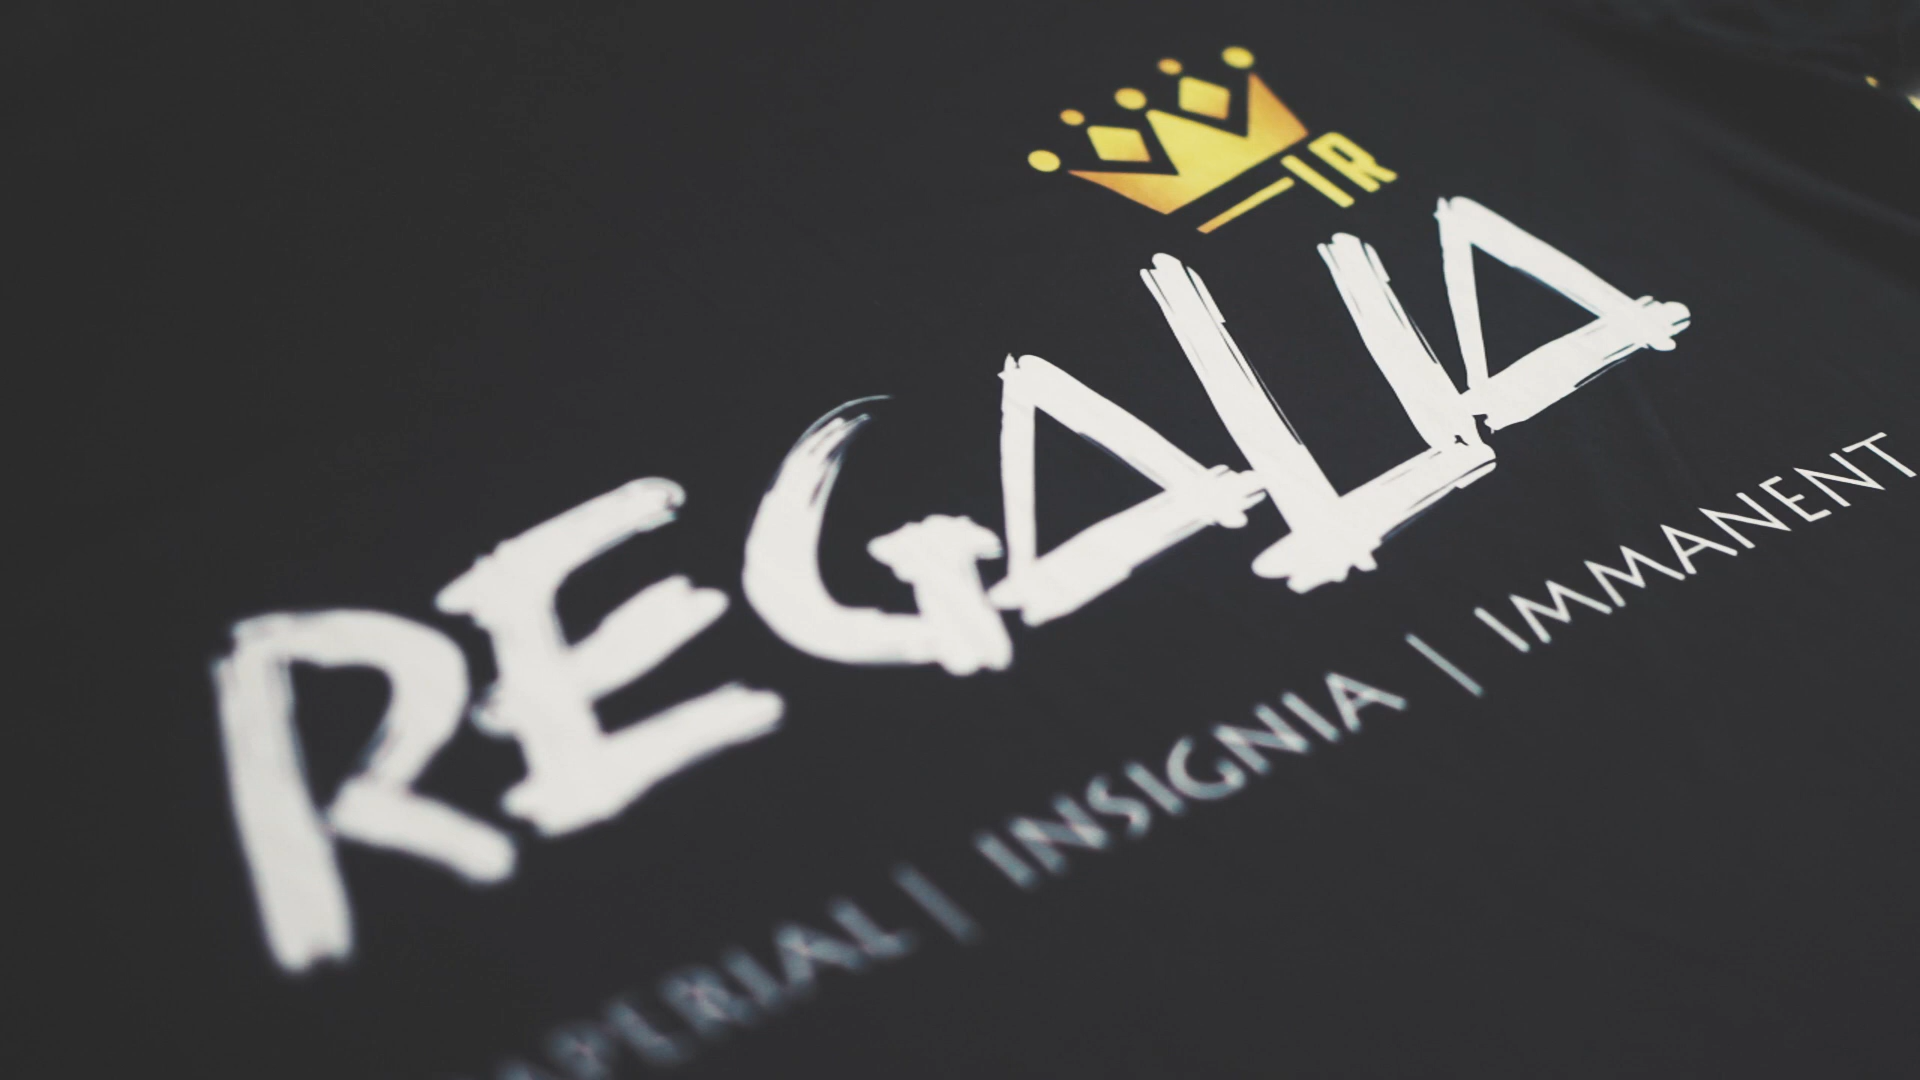 IR
REGALIA
| INSIGNIA | IMMANENT